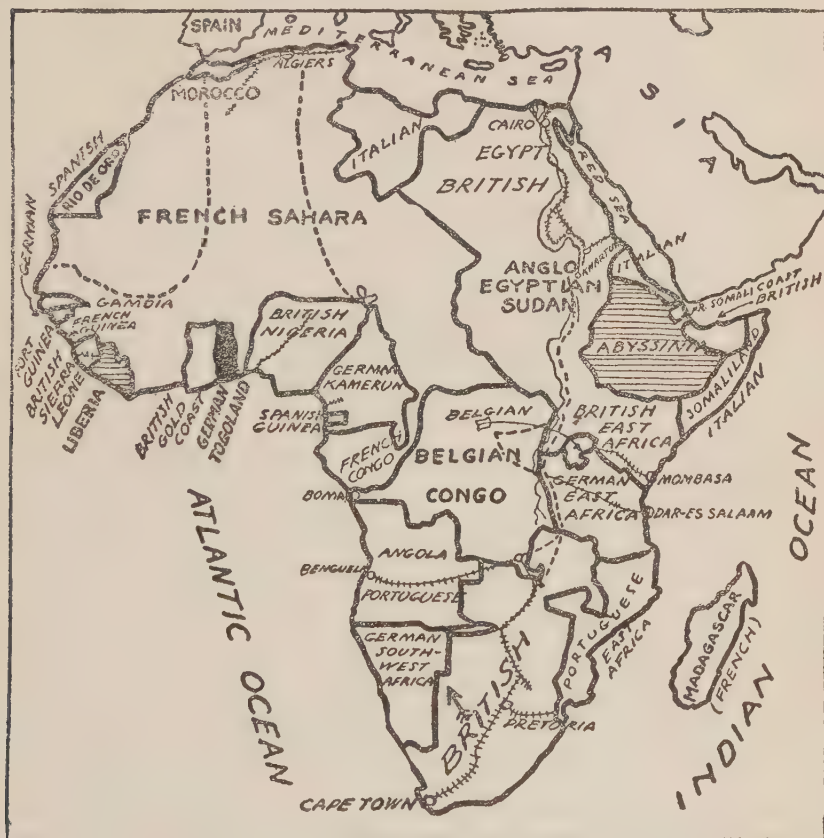 SPAIN
MEDITERRANEAN SEA
ASIA
ALGIERS
MOROCCO
SPANISH
RIO DE ORO
ITALIAN
CAIRO
EGYPT
BRITISH
RED SEA
FRENCH SAHARA
GERMAN
GAMBIA
FRENCH
GUINEA
PORT
GUINEA
BRITISH
SIERRA
LEONE
LIBERIA
BRITISH
GOLD
COAST
GERMAN
TOGOLAND
BRITISH
NIGERIA
GERMAN
KAMERUN
ANGLO
EGYPTIAN
SUDAN
KHARTUM
ITALIAN
FR. SOMALI COAST
BRITISH
ABYSSINIA
SOMALILAND
ITALIAN
SPANISH
GUINEA
FRENCH
CONGO
BELGIAN
BELGIAN
CONGO
BRITISH
EAST
AFRICA
GERMAN
EAST
AFRICA
MOMBASA
DAR-ES SALAAM
BOMA
ANGOLA
BENGUELA
PORTUGUESE
GERMAN
SOUTH-
WEST
AFRICA
BRITISH
PORTUGUESE
EAST
AFRICA
PRETORIA
CAPE TOWN
MADAGASCAR
(FRENCH)
ATLANTIC OCEAN
INDIAN
OCEAN